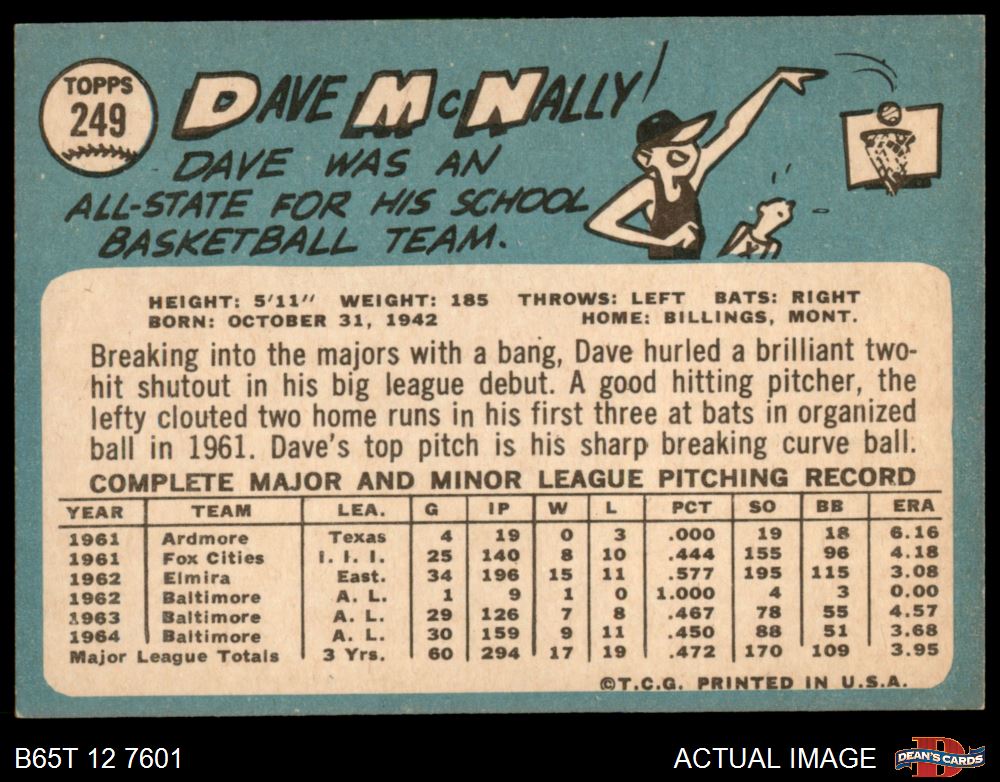 TOPPS
249
DAVE McNALLY
DAVE WAS AN
ALL-STATE FOR HIS SCHOOL
BASKETBALL TEAM.
HEIGHT: 5'11" WEIGHT: 185 THROWS: LEFT BATS: RIGHT
BORN: OCTOBER 31, 1942 HOME: BILLINGS, MONT.
Breaking into the majors with a bang, Dave hurled a brilliant two-
hit shutout in his big league debut. A good hitting pitcher, the
lefty clouted two home runs in his first three at bats in organized
ball in 1961. Dave's top pitch is his sharp breaking curve ball.
COMPLETE MAJOR AND MINOR LEAGUE PITCHING RECORD
YEAR TEAM LEA. G IP W L PCT SO BB ERA
1961 Ardmore Texas 4 19 0 3 .000 19 18 6.16
1961 Fox Cities I. I. I. 25 140 8 10 .444 155 96 4.18
1962 Elmira East. 34 196 15 11 .577 195 115 3.08
1962 Baltimore A. L. 1 9 1 0 1.000 4 3 0.00
1963 Baltimore A. L. 29 126 7 8 .467 78 55 4.57
1964 Baltimore A. L. 30 159 9 11 .450 88 51 3.68
Major League Totals 3 Yrs. 60 294 17 19 .472 170 109 3.95
©T.C.G. PRINTED IN U.S.A.
B65T 12 7601 ACTUAL IMAGE
D
DEAN'S CARDS